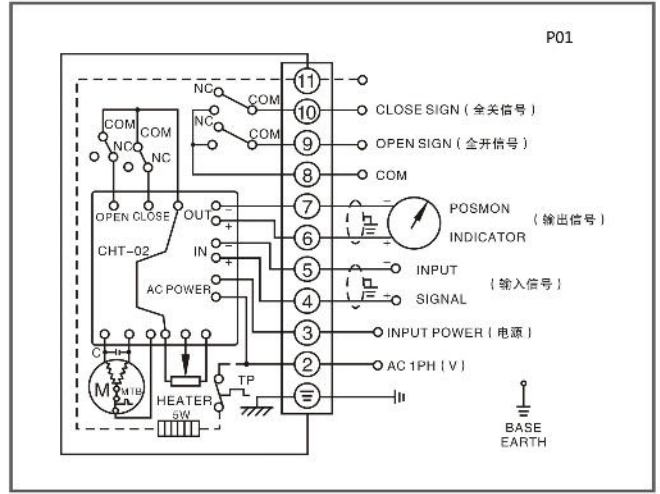 P01
11
NC
COM
10
CLOSE SIGN ( 全关信号 )
NC
COM
9
OPEN SIGN ( 全开信号 )
COM
COM
NC
NC
8
COM
OPEN CLOSE OUT
−
+
7
−
POSMON
( 输出信号 )
6
+
INDICATOR
CHT-02
IN
−
+
5
−
INPUT
( 输入信号 )
4
+
SIGNAL
AC POWER
3
INPUT POWER ( 电源 )
2
AC 1PH ( V )
C
M
MTB
HEATER
5W
TP
BASE
EARTH